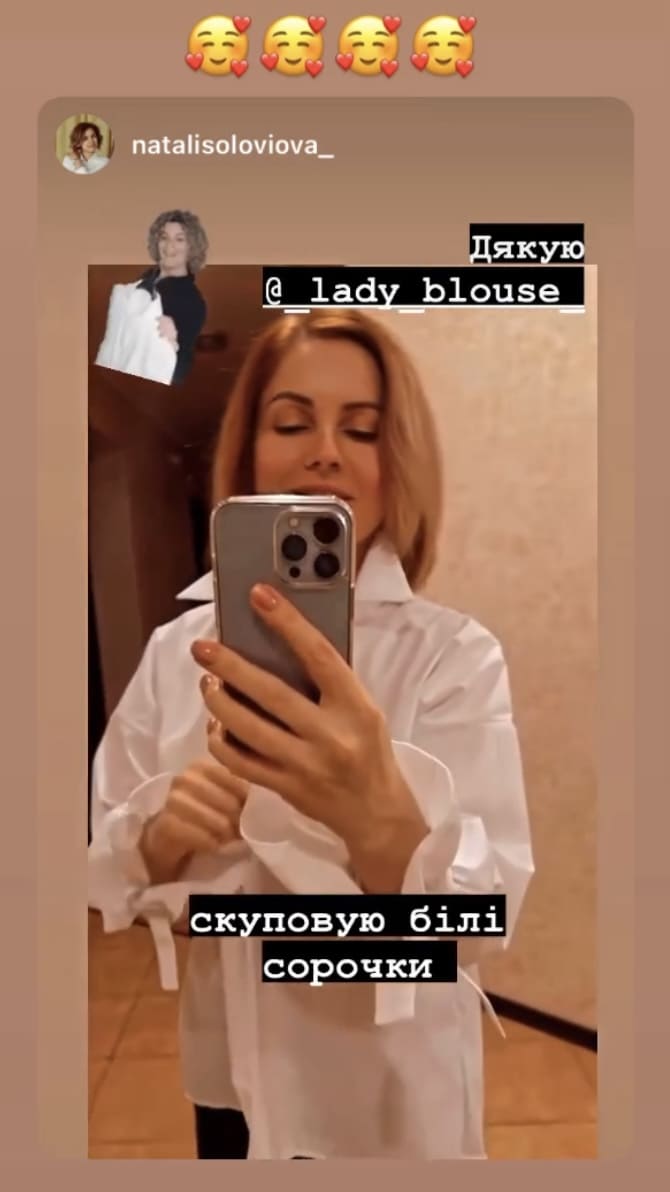 🥰🥰🥰🥰
natalisoloviova_
Дякую
@_lady_blouse_
скуповую білі
сорочки